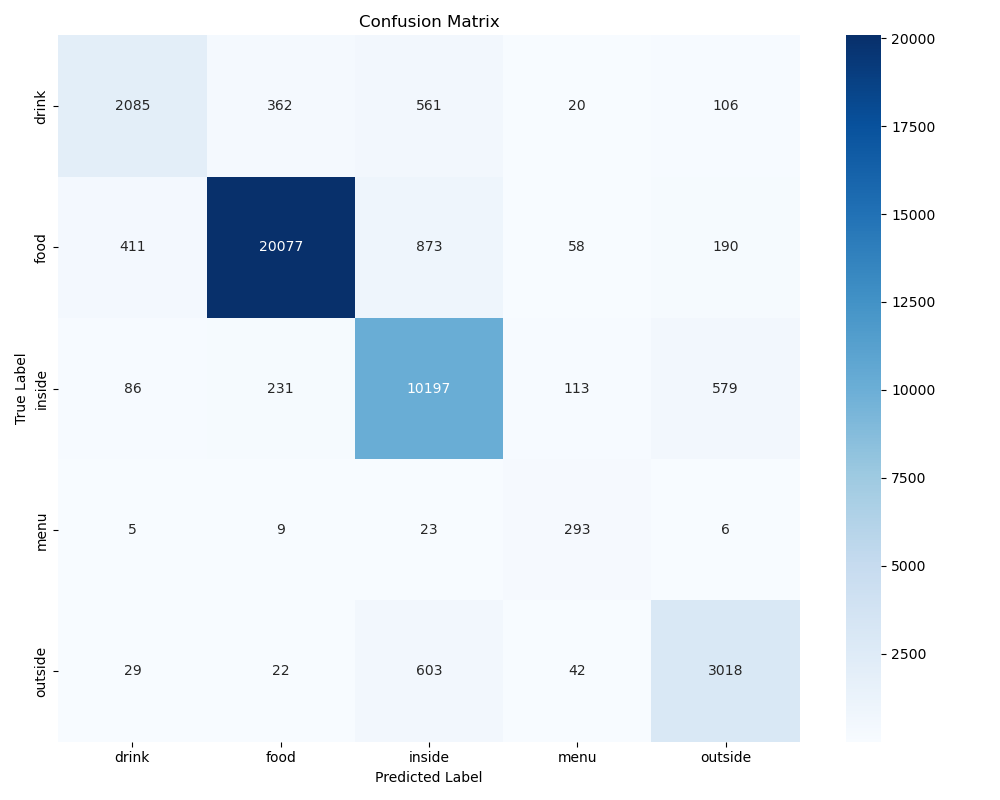 Confusion Matrix
drink 2085 362 561 20 106
food 411 20077 873 58 190
inside 86 231 10197 113 579
menu 5 9 23 293 6
outside 29 22 603 42 3018
True Label
drink food inside menu outside
Predicted Label
20000
17500
15000
12500
10000
7500
5000
2500